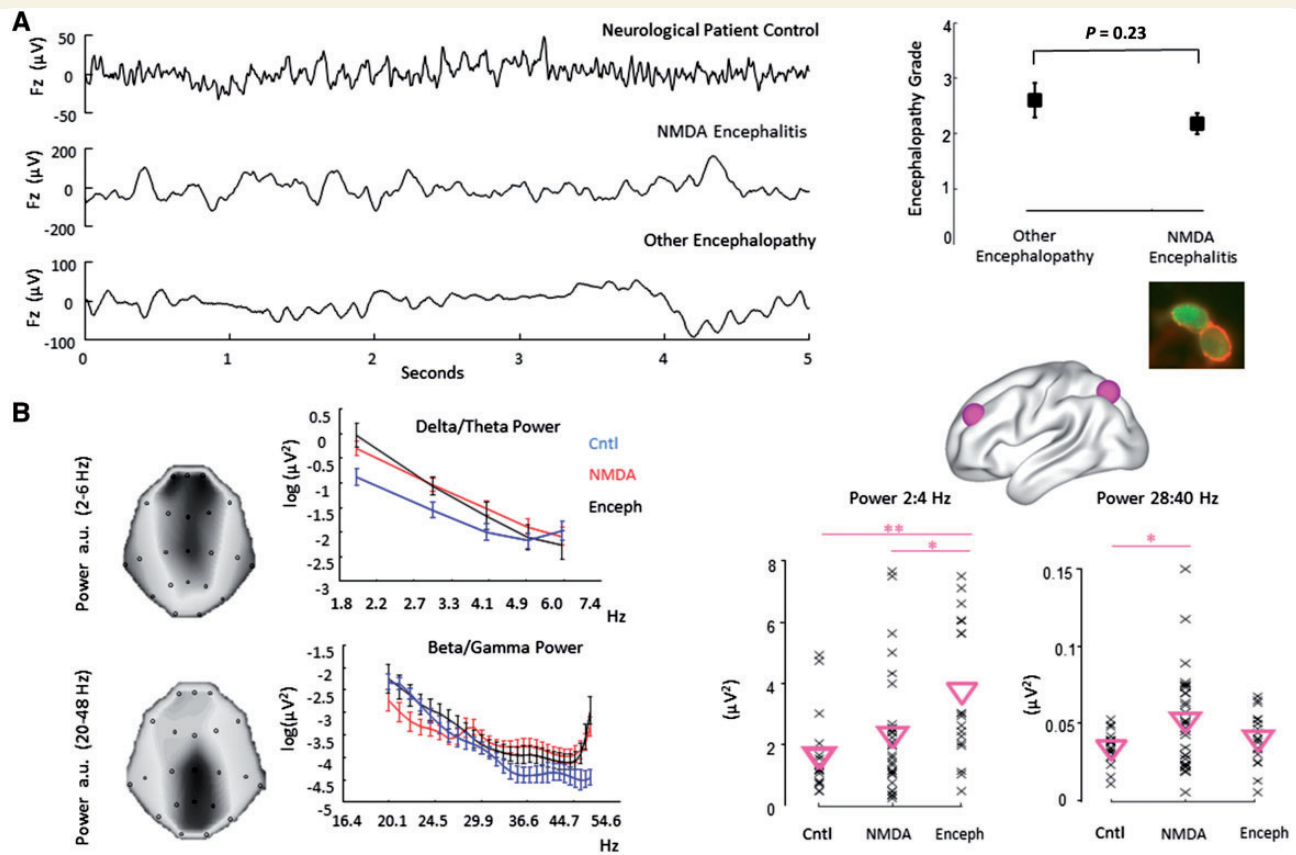 A
Neurological Patient Control
Fz (µV)
50
0
-50
NMDA Encephalitis
Fz (µV)
200
0
-200
Other Encephalopathy
Fz (µV)
100
0
-100
0 1 2 3 4 5
Seconds
Encephalopathy Grade
4
3
2
1
0
P = 0.23
Other
Encephalopathy
NMDA
Encephalitis
B
Power a.u. (2-6 Hz)
Delta/Theta Power
log (µV²)
0.5
0
-0.5
-1
-1.5
-2
-2.5
-3
Cntl
NMDA
Enceph
1.8 2.2 2.7 3.3 4.1 4.9 6.0 7.4
Hz
Power a.u. (20-48 Hz)
Beta/Gamma Power
log(µV²)
-1.5
-2
-2.5
-3
-3.5
-4
-4.5
-5
16.4 20.1 24.5 29.9 36.6 44.7 54.6
Hz
Power 2:4 Hz
**
*
(µV²)
8
6
4
2
0
Cntl NMDA Enceph
Power 28:40 Hz
*
(µV²)
0.15
0.1
0.05
0
Cntl NMDA Enceph